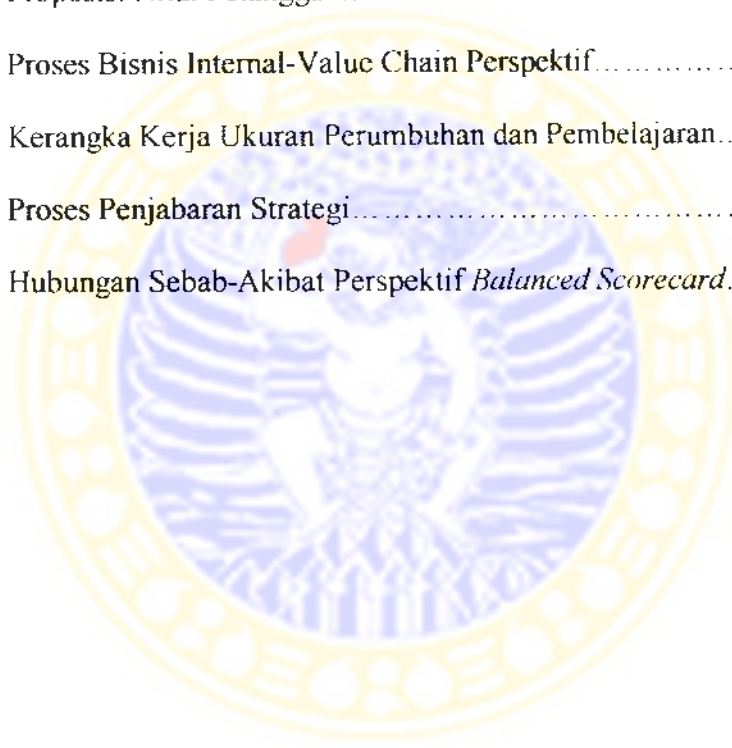 Proses Bisnis Internal-Value Chain Perspektif..............
Kerangka Kerja Ukuran Perumbuhan dan Pembelajaran..
Proses Penjabaran Strategi.......................................
Hubungan Sebab-Akibat Perspektif Balanced Scorecard.